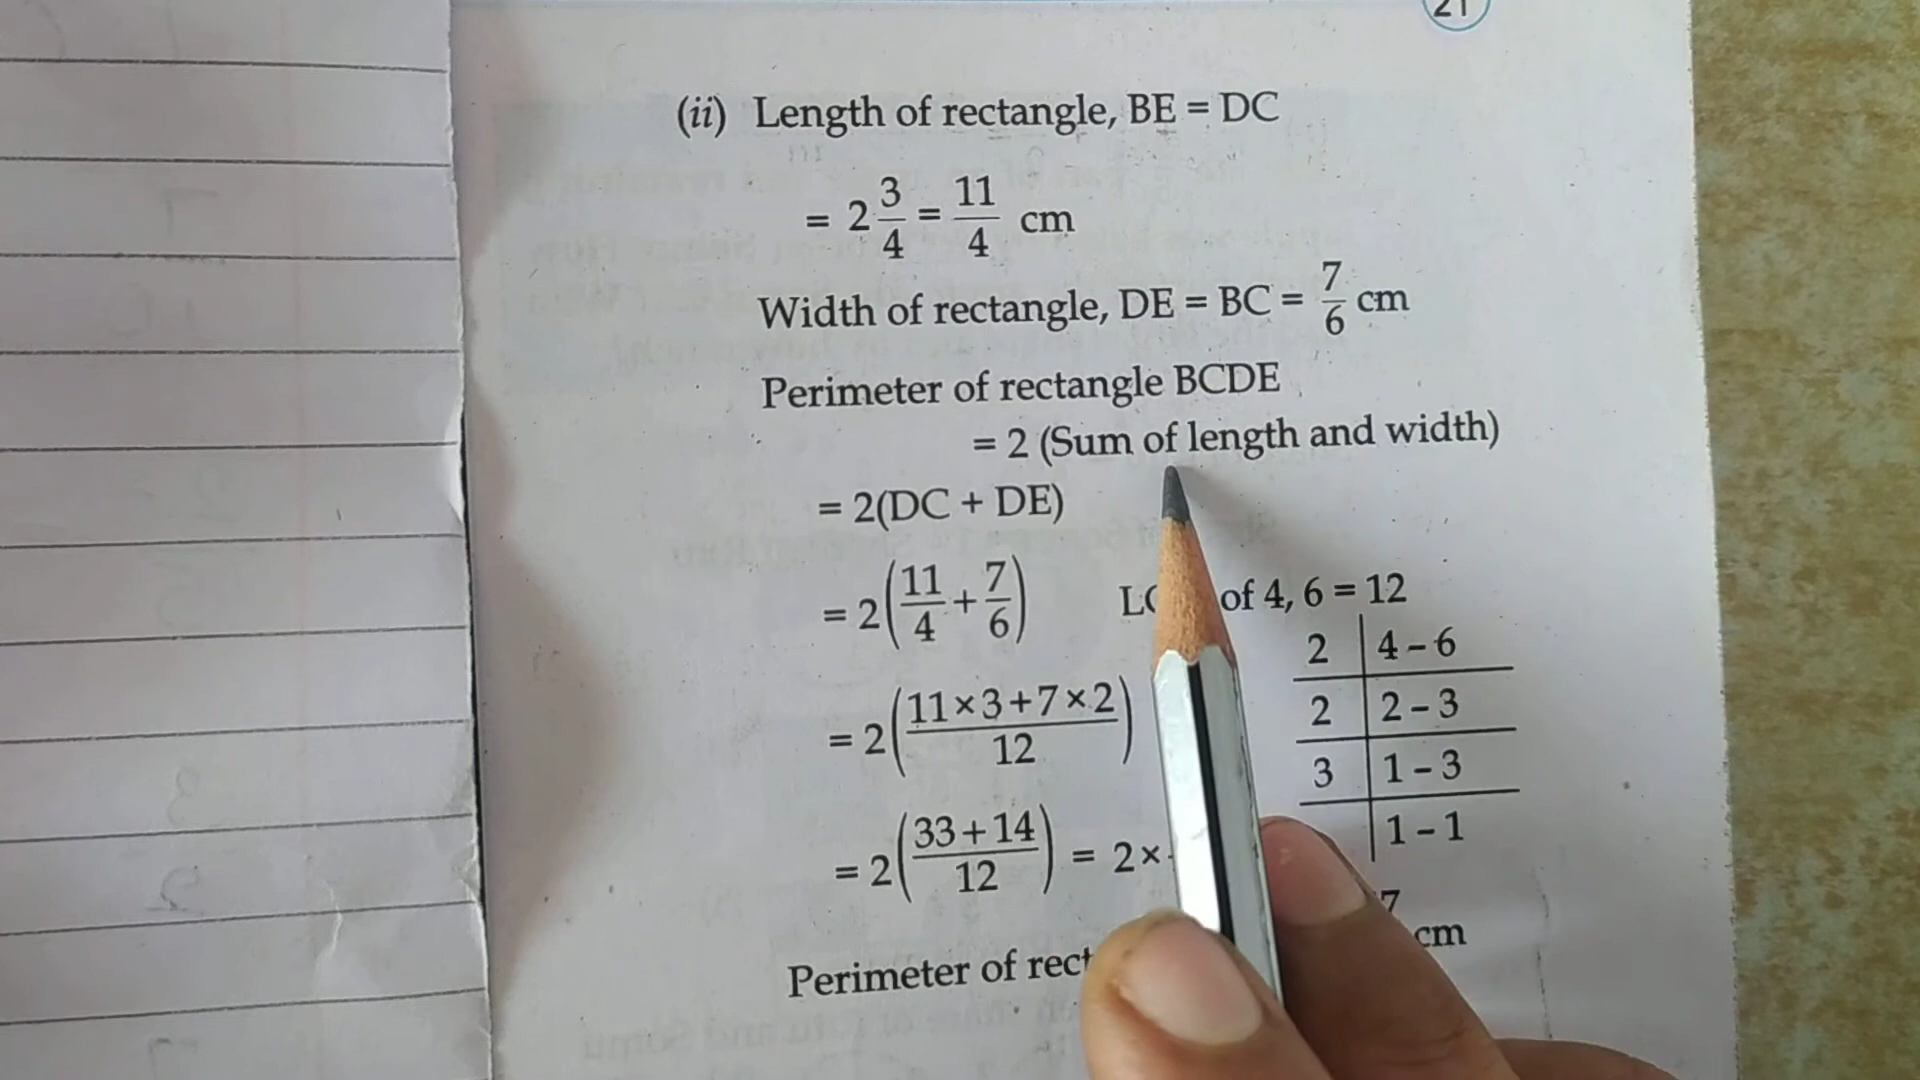 21
(ii) Length of rectangle, BE = DC
= 2 3/4 = 11/4 cm
Width of rectangle, DE = BC = 7/6 cm
Perimeter of rectangle BCDE
= 2 (Sum of length and width)
= 2(DC + DE)
= 2(11/4 + 7/6) of 4, 6 = 12
2 | 4 – 6
= 2((11×3+7×2)/12)
2 | 2 – 3
3 | 1 – 3
= 2((33+14)/12) = 2×
1 – 1
7
Perimeter of cm